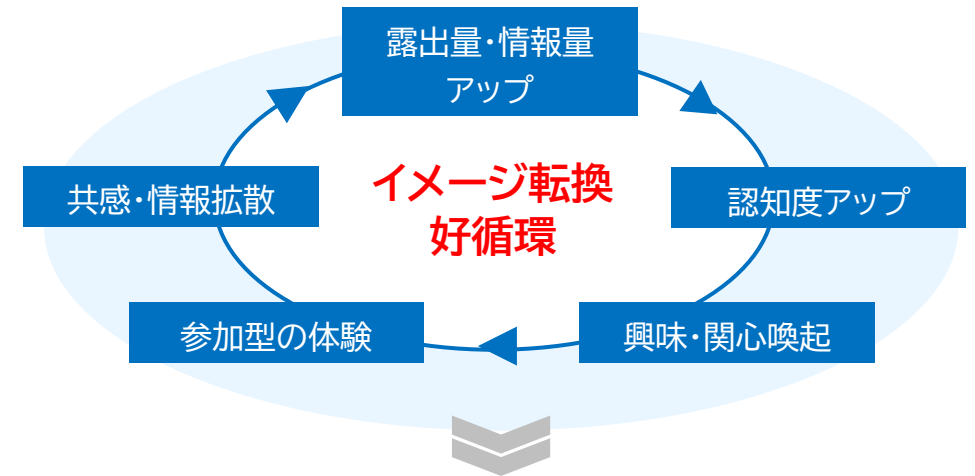 露出量・情報量
アップ
イメージ転換
好循環
共感・情報拡散
認知度アップ
参加型の体験
興味・関心喚起